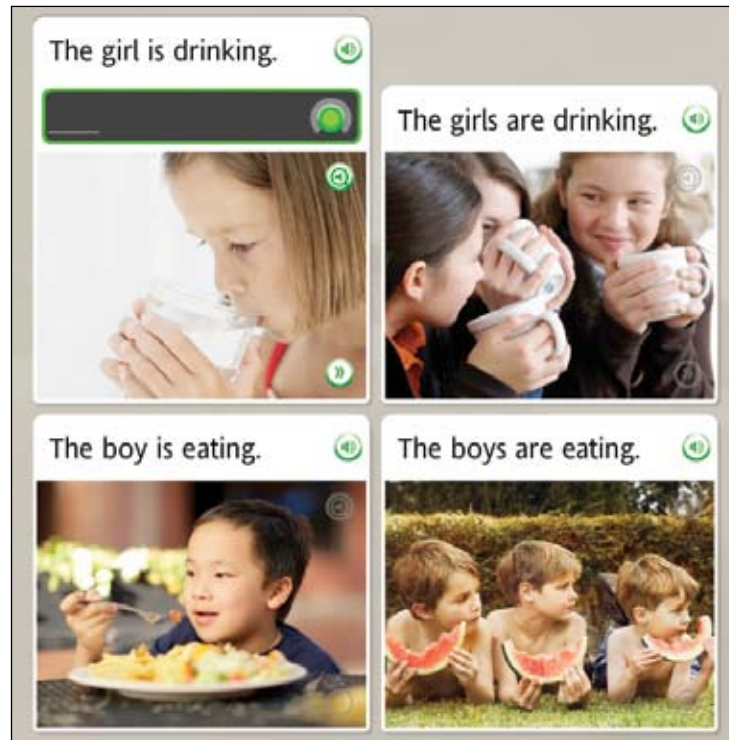 The girl is drinking.
The girls are drinking.
The boy is eating.
The boys are eating.